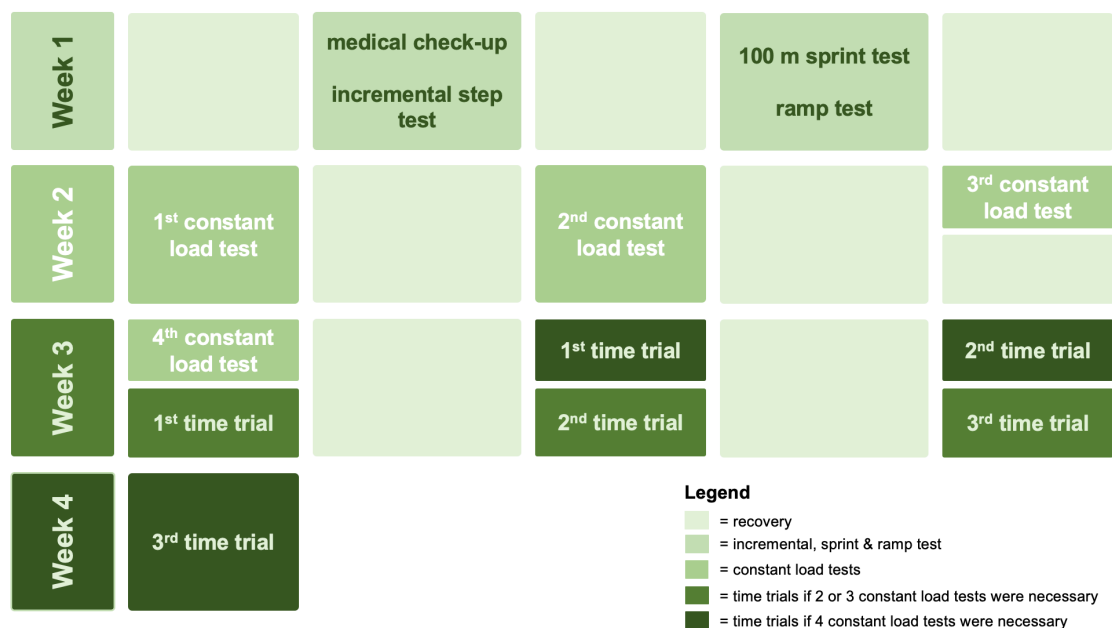 Week 1
medical check-up
incremental step
test
100 m sprint test
ramp test
Week 2
1st constant
load test
2nd constant
load test
3rd constant
load test
Week 3
4th constant
load test
1st time trial
2nd time trial
1st time trial
2nd time trial
3rd time trial
Week 4
3rd time trial
Legend
= recovery
= incremental, sprint & ramp test
= constant load tests
= time trials if 2 or 3 constant load tests were necessary
= time trials if 4 constant load tests were necessary